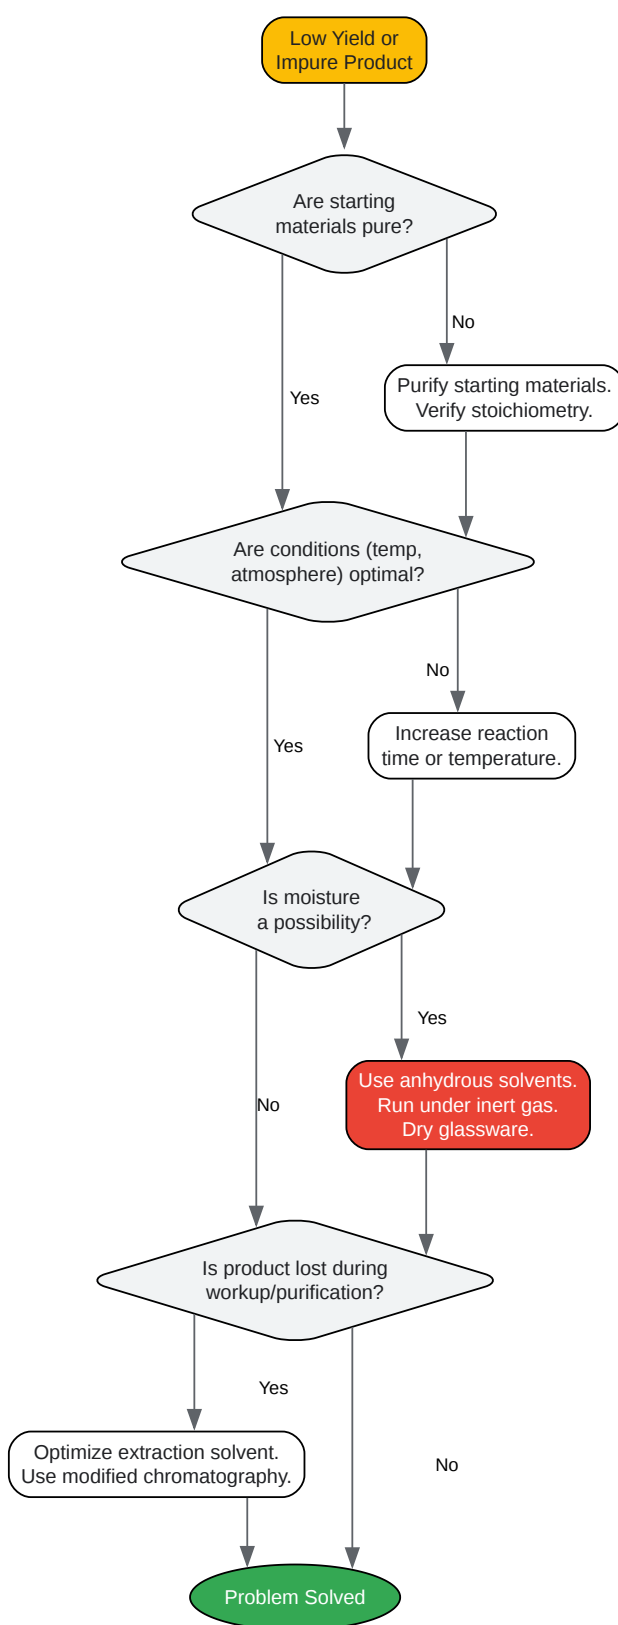 Low Yield or
Impure Product
Are starting
materials pure?
No
Yes
Purify starting materials.
Verify stoichiometry.
Are conditions (temp,
atmosphere) optimal?
No
Yes
Increase reaction
time or temperature.
Is moisture
a possibility?
Yes
No
Use anhydrous solvents.
Run under inert gas.
Dry glassware.
Is product lost during
workup/purification?
Yes
No
Optimize extraction solvent.
Use modified chromatography.
Problem Solved